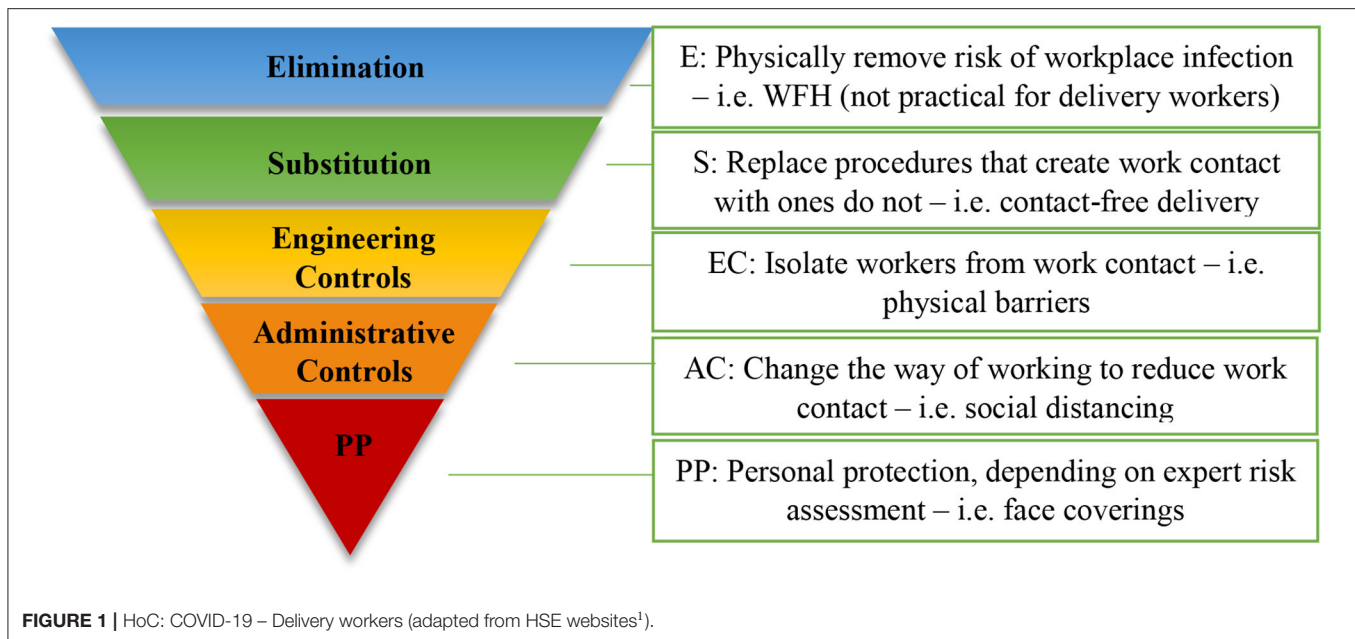 Elimination
E: Physically remove risk of workplace infection
– i.e. WFH (not practical for delivery workers)
Substitution
S: Replace procedures that create work contact
with ones do not – i.e. contact-free delivery
Engineering
Controls
EC: Isolate workers from work contact – i.e.
physical barriers
Administrative
Controls
AC: Change the way of working to reduce work
contact – i.e. social distancing
PP
PP: Personal protection, depending on expert risk
assessment – i.e. face coverings
FIGURE 1 | HoC: COVID-19 – Delivery workers (adapted from HSE websites¹).